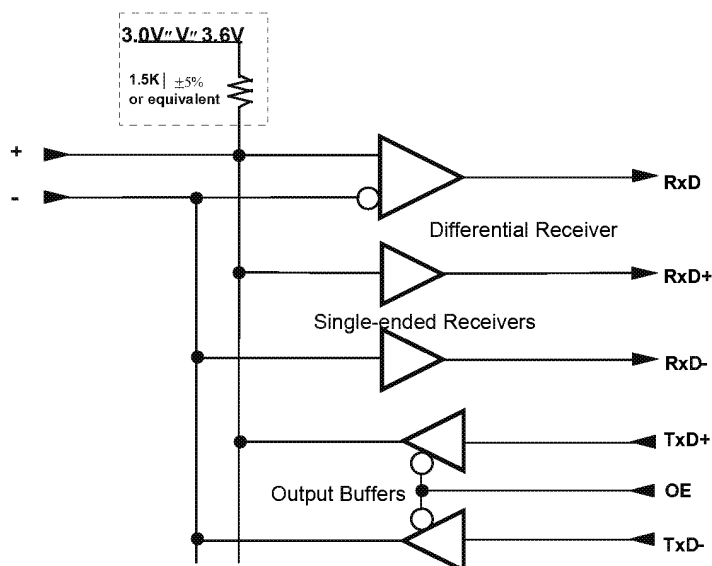 3.0V" V" 3.6V
1.5K| ±5%
or equivalent
+
-
RxD
Differential Receiver
RxD+
Single-ended Receivers
RxD-
TxD+
Output Buffers
OE
TxD-